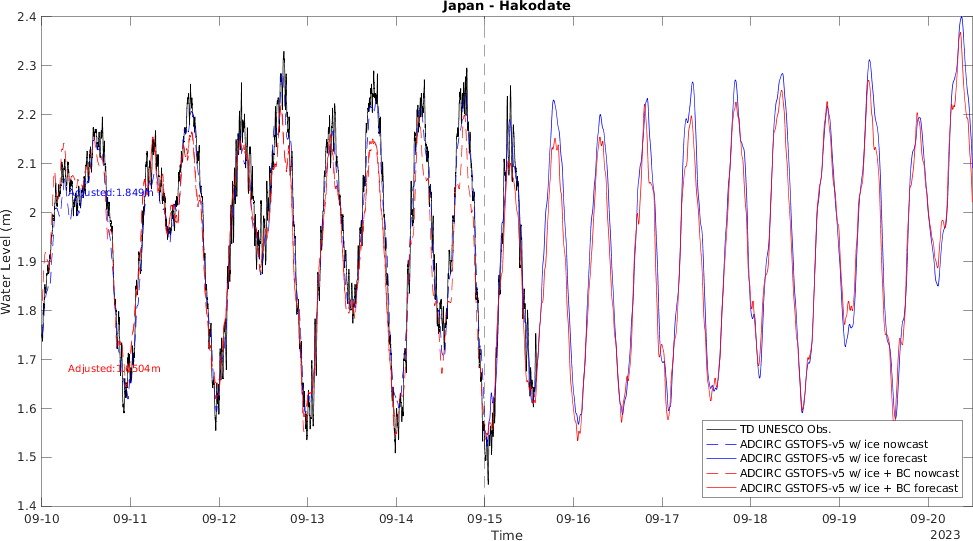 Japan - Hakodate
2.4
2.3
2.2
2.1
2
1.9
1.8
1.7
1.6
1.5
1.4
Water Level (m)
Adjusted:1.849m
Adjusted:1.8504m
TD UNESCO Obs.
ADCIRC GSTOFS-v5 w/ ice nowcast
ADCIRC GSTOFS-v5 w/ ice forecast
ADCIRC GSTOFS-v5 w/ ice + BC nowcast
ADCIRC GSTOFS-v5 w/ ice + BC forecast
09-10 09-11 09-12 09-13 09-14 09-15 09-16 09-17 09-18 09-19 09-20
Time
2023